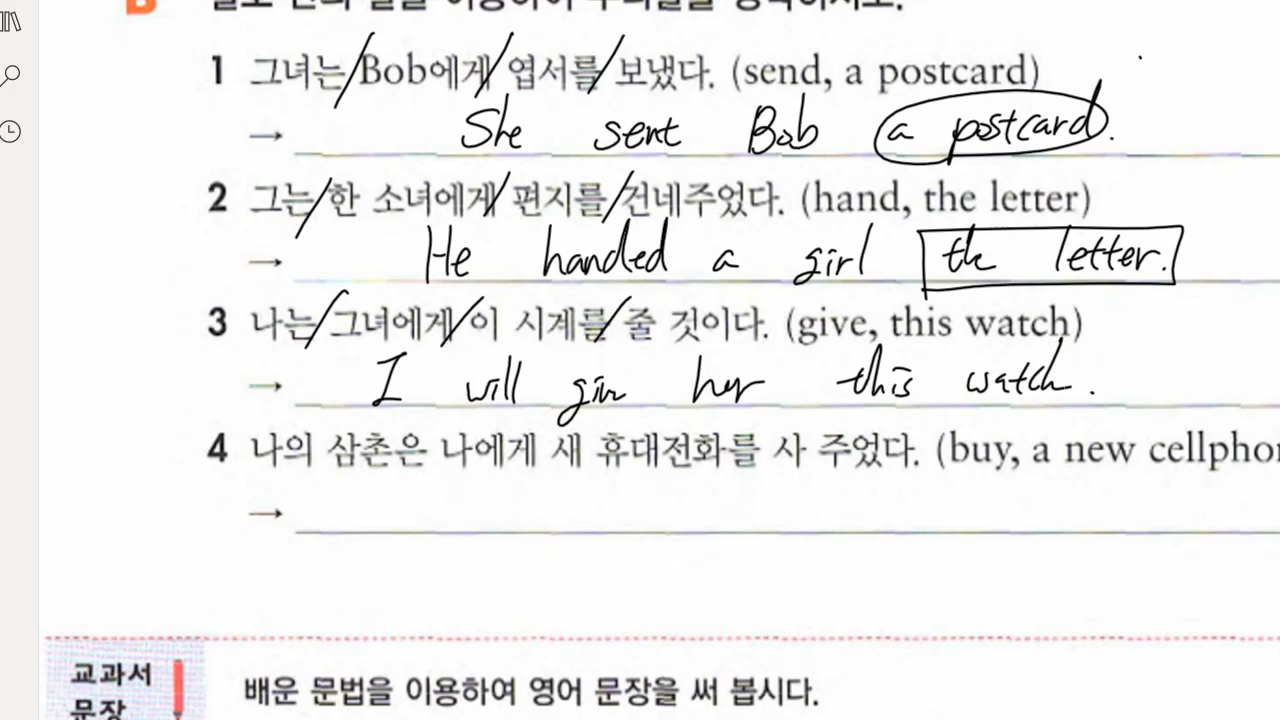 B
1 그녀는/Bob에게/엽서를/보냈다. (send, a postcard)
→ She sent Bob a postcard.
2 그는/한 소녀에게/편지를/건네주었다. (hand, the letter)
→ He handed a girl the letter.
3 나는/그녀에게/이 시계를/줄 것이다. (give, this watch)
→ I will give her this watch.
4 나의 삼촌은 나에게 새 휴대전화를 사 주었다. (buy, a new cellpho
→
교과서
문장
배운 문법을 이용하여 영어 문장을 써 봅시다.